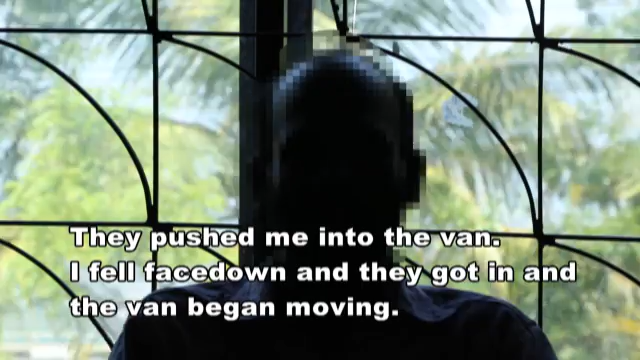 They pushed me into the van.
I fell facedown and they got in and
the van began moving.